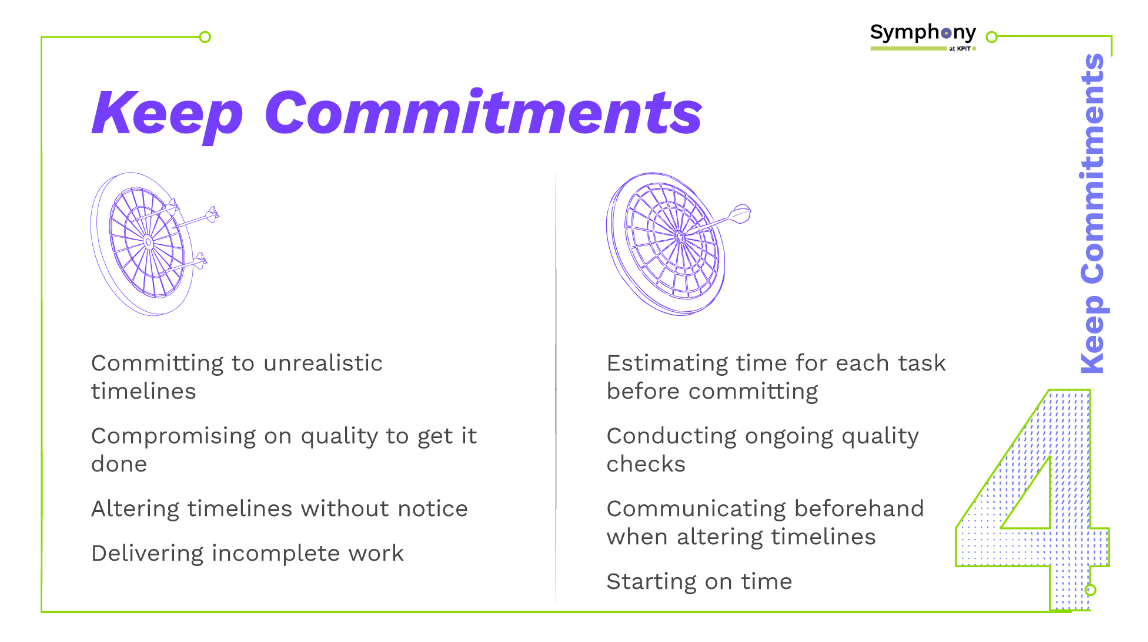 Symphony
at KPIT
Keep Commitments
Committing to unrealistic
timelines
Compromising on quality to get it
done
Altering timelines without notice
Delivering incomplete work
Estimating time for each task
before committing
Conducting ongoing quality
checks
Communicating beforehand
when altering timelines
Starting on time
Keep Commitments
4